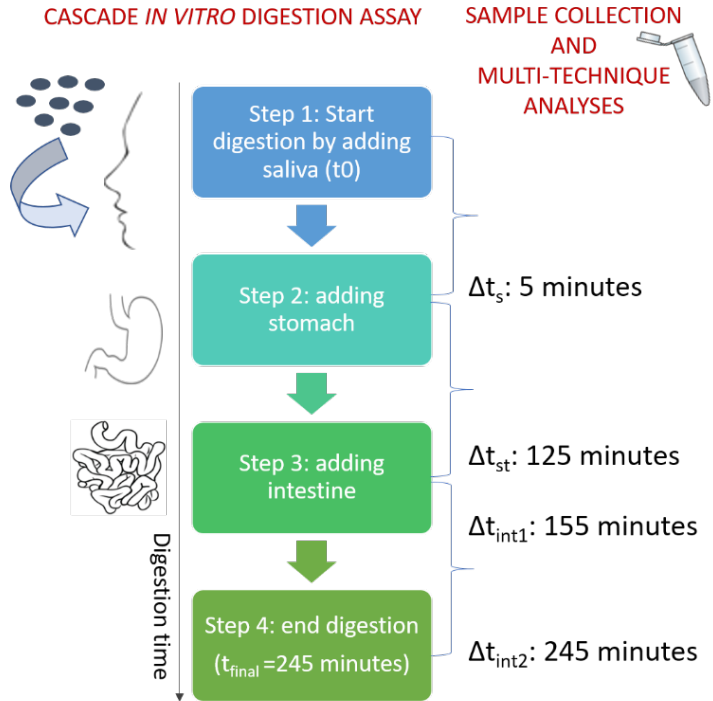 CASCADE IN VITRO DIGESTION ASSAY
SAMPLE COLLECTION
AND
MULTI-TECHNIQUE
ANALYSES
Step 1: Start
digestion by adding
saliva (t0)
Step 2: adding
stomach
Δtₛ: 5 minutes
Step 3: adding
intestine
Δtₛₜ: 125 minutes
Δtᵢₙₜ₁: 155 minutes
Step 4: end digestion
(t_final =245 minutes)
Δtᵢₙₜ₂: 245 minutes
Digestion time